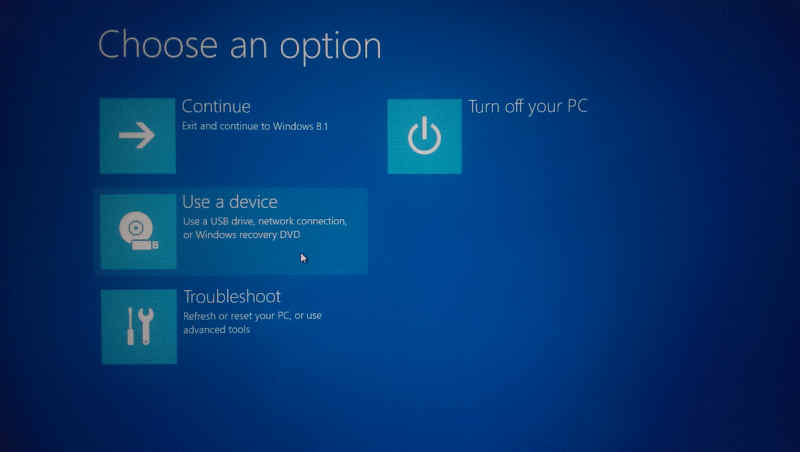 Choose an option
Continue
Exit and continue to Windows 8.1
Turn off your PC
Use a device
Use a USB drive, network connection,
or Windows recovery DVD
Troubleshoot
Refresh or reset your PC, or use
advanced tools